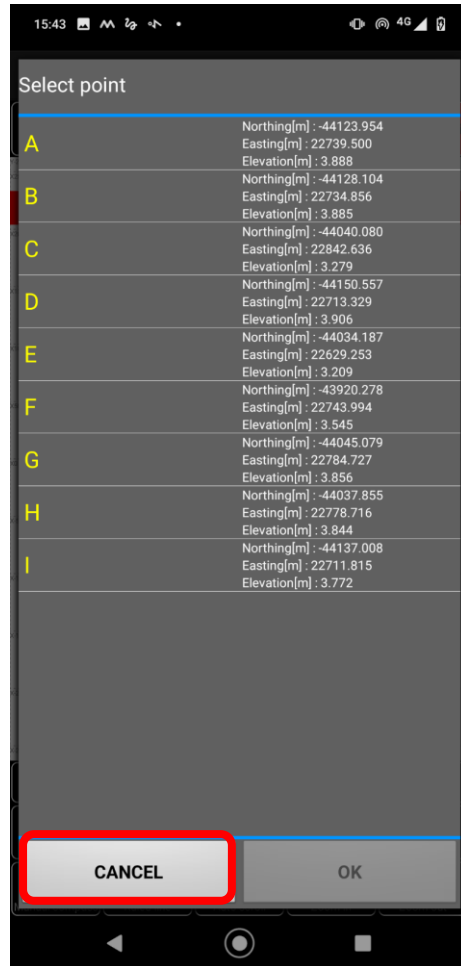 15:43
4G
Select point
A
Northing[m] : -44123.954
Easting[m] : 22739.500
Elevation[m] : 3.888
B
Northing[m] : -44128.104
Easting[m] : 22734.856
Elevation[m] : 3.885
C
Northing[m] : -44040.080
Easting[m] : 22842.636
Elevation[m] : 3.279
D
Northing[m] : -44150.557
Easting[m] : 22713.329
Elevation[m] : 3.906
E
Northing[m] : -44034.187
Easting[m] : 22629.253
Elevation[m] : 3.209
F
Northing[m] : -43920.278
Easting[m] : 22743.994
Elevation[m] : 3.545
G
Northing[m] : -44045.079
Easting[m] : 22784.727
Elevation[m] : 3.856
H
Northing[m] : -44037.855
Easting[m] : 22778.716
Elevation[m] : 3.844
I
Northing[m] : -44137.008
Easting[m] : 22711.815
Elevation[m] : 3.772
CANCEL
OK